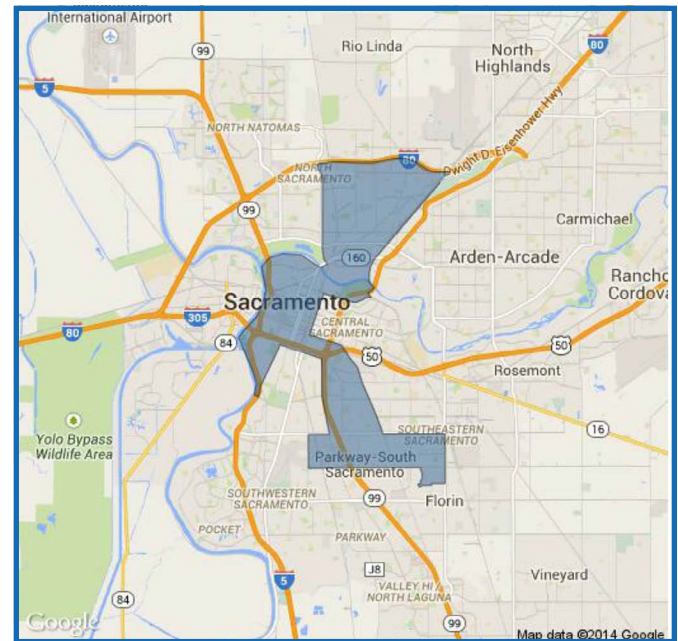 International Airport
99
Rio Linda
North
Highlands
80
5
Dwight D. Eisenhower Hwy
NORTH NATOMAS
NORTH
SACRAMENTO
80
99
Carmichael
160
Arden-Arcade
Rancho
Cordova
Sacramento
305
80
84
CENTRAL
SACRAMENTO
50
50
Rosemont
16
Yolo Bypass
Wildlife Area
SOUTHEASTERN
SACRAMENTO
Parkway-South
Sacramento
SOUTHWESTERN
SACRAMENTO
99
Florin
POCKET
PARKWAY
J8
5
Vineyard
VALLEY HI /
NORTH LAGUNA
84
99
Google
Map data ©2014 Google